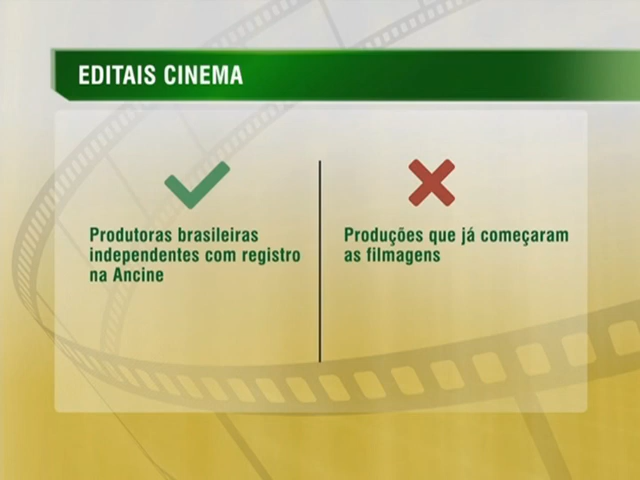 EDITAIS CINEMA
Produtoras brasileiras
independentes com registro
na Ancine
Produções que já começaram
as filmagens